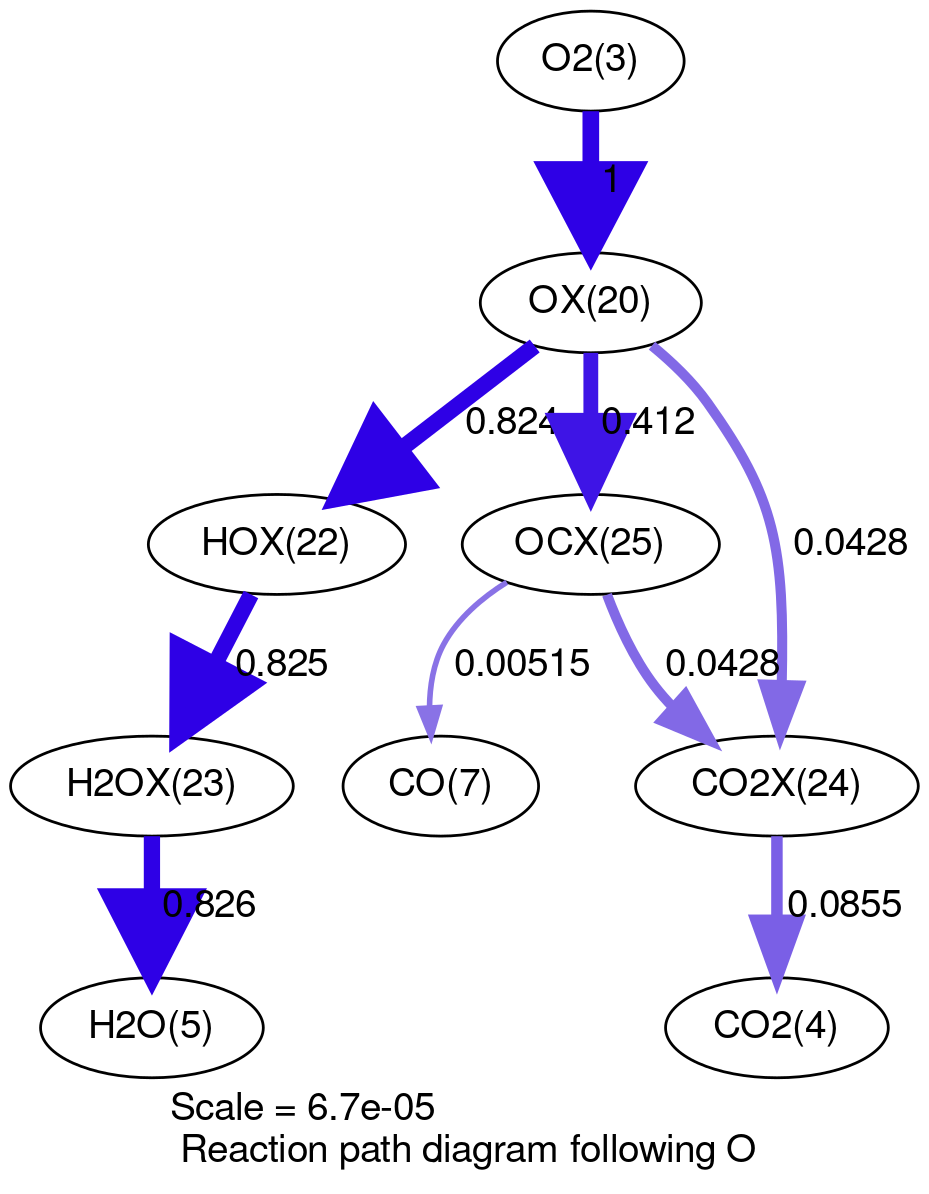 O2(3)
1
OX(20)
0.824
0.412
0.0428
HOX(22)
OCX(25)
0.825
0.00515
0.0428
H2OX(23)
CO(7)
CO2X(24)
0.826
0.0855
H2O(5)
CO2(4)
Scale = 6.7e-05
Reaction path diagram following O